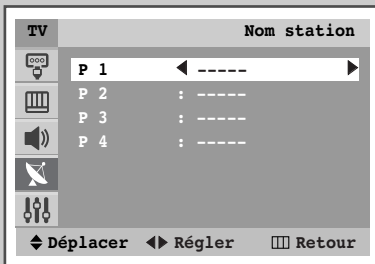 TV Nom station
P 1 ◀ ----- ▶
P 2 : -----
P 3 : -----
P 4 : -----
Déplacer Régler Retour